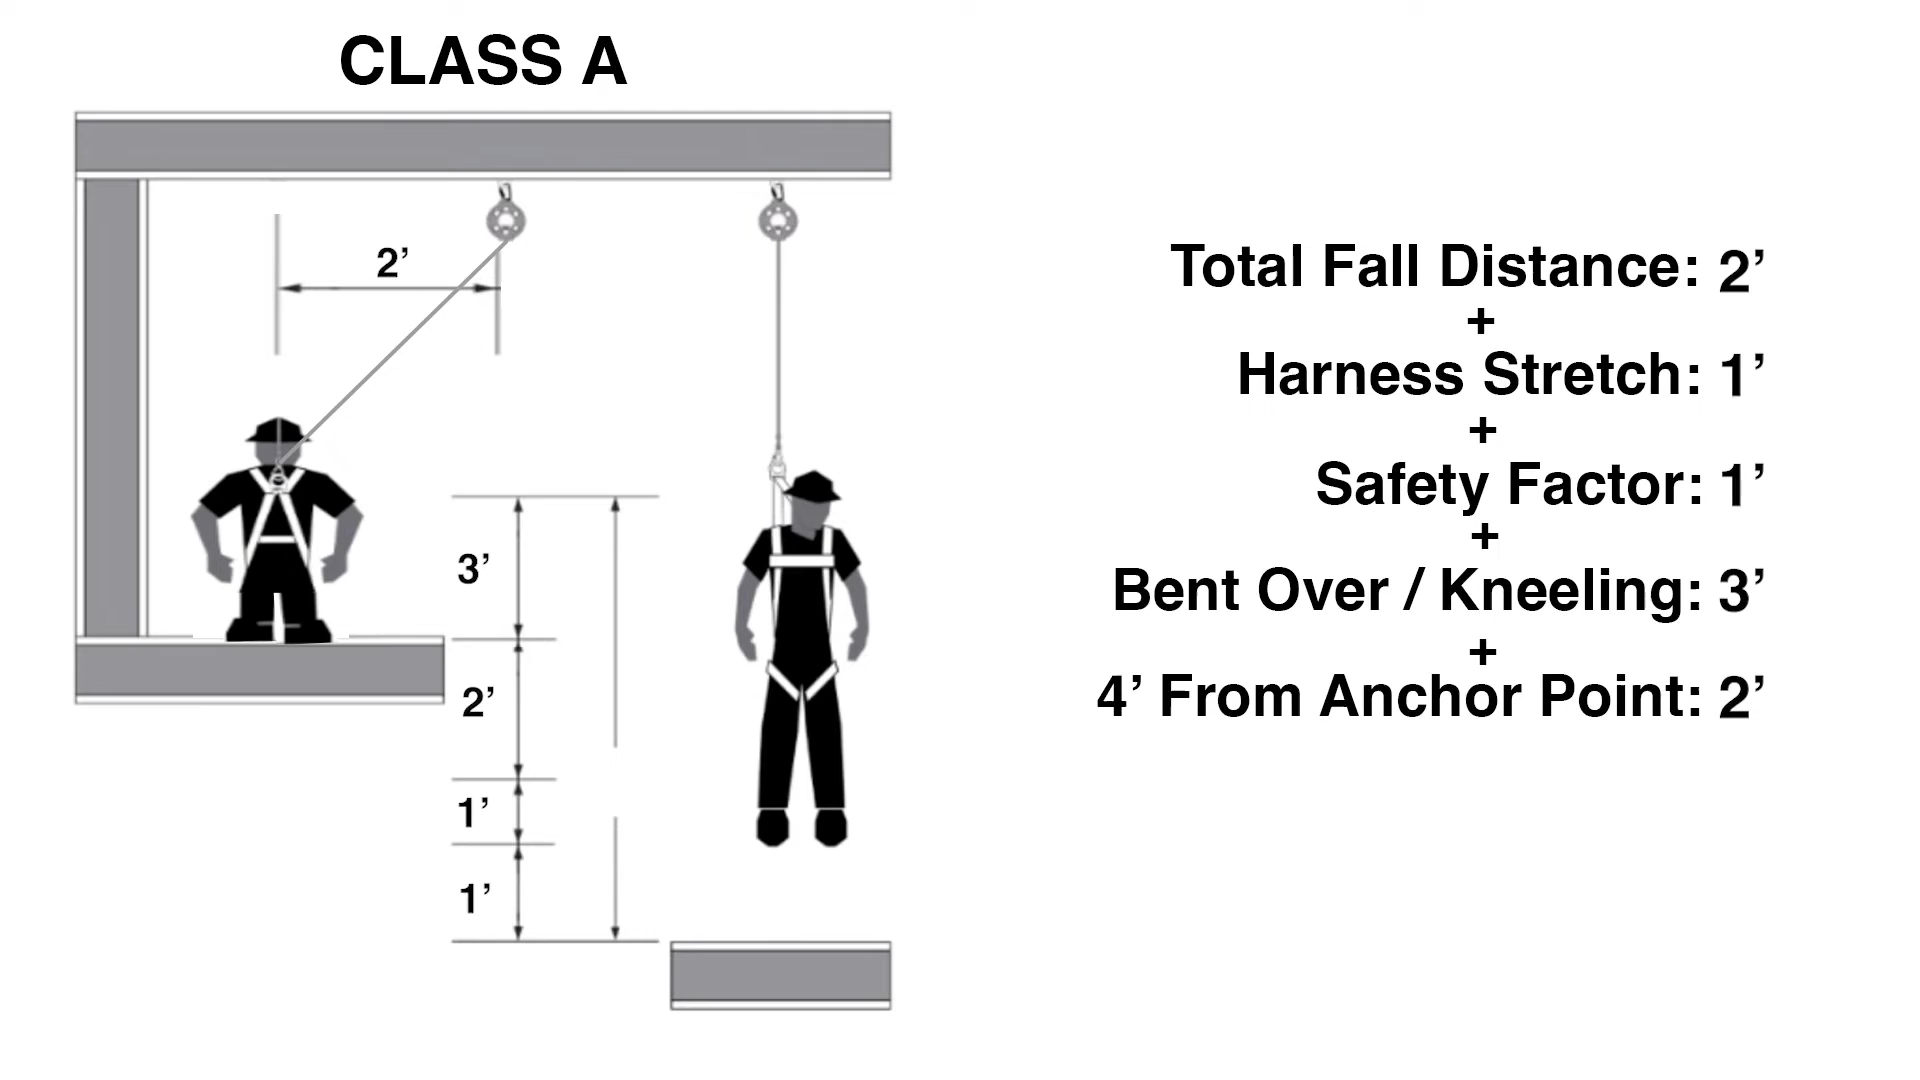 CLASS A
2’
3’
2’
1’
1’
Total Fall Distance: 2’
+
Harness Stretch: 1’
+
Safety Factor: 1’
+
Bent Over / Kneeling: 3’
+
4’ From Anchor Point: 2’